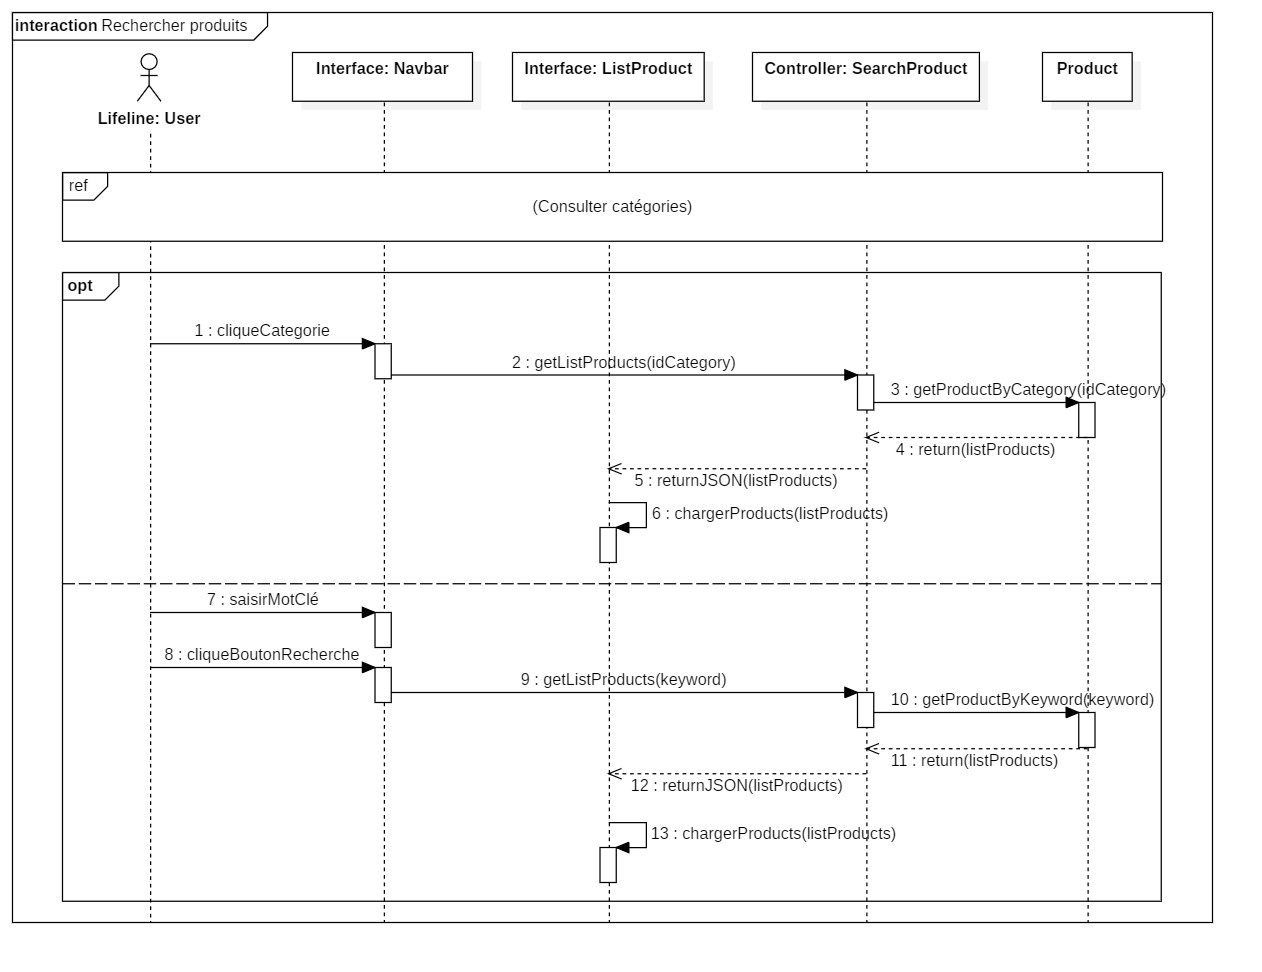 interaction Rechercher produits
Lifeline: User
Interface: Navbar
Interface: ListProduct
Controller: SearchProduct
Product
ref
(Consulter catégories)
opt
1 : cliqueCategorie
2 : getListProducts(idCategory)
3 : getProductByCategory(idCategory)
4 : return(listProducts)
5 : returnJSON(listProducts)
6 : chargerProducts(listProducts)
7 : saisirMotClé
8 : cliqueBoutonRecherche
9 : getListProducts(keyword)
10 : getProductByKeyword(keyword)
11 : return(listProducts)
12 : returnJSON(listProducts)
13 : chargerProducts(listProducts)